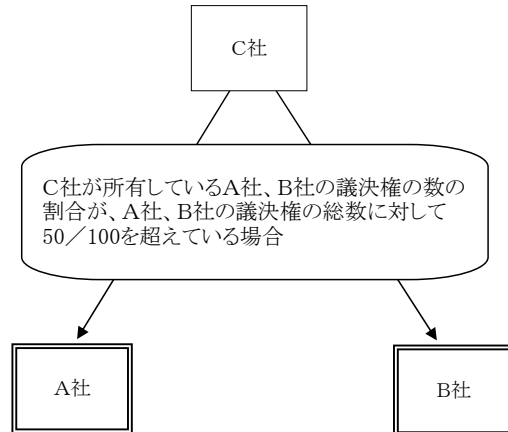 C社
C社が所有しているA社、B社の議決権の数の
割合が、A社、B社の議決権の総数に対して
50／100を超えている場合
A社
B社